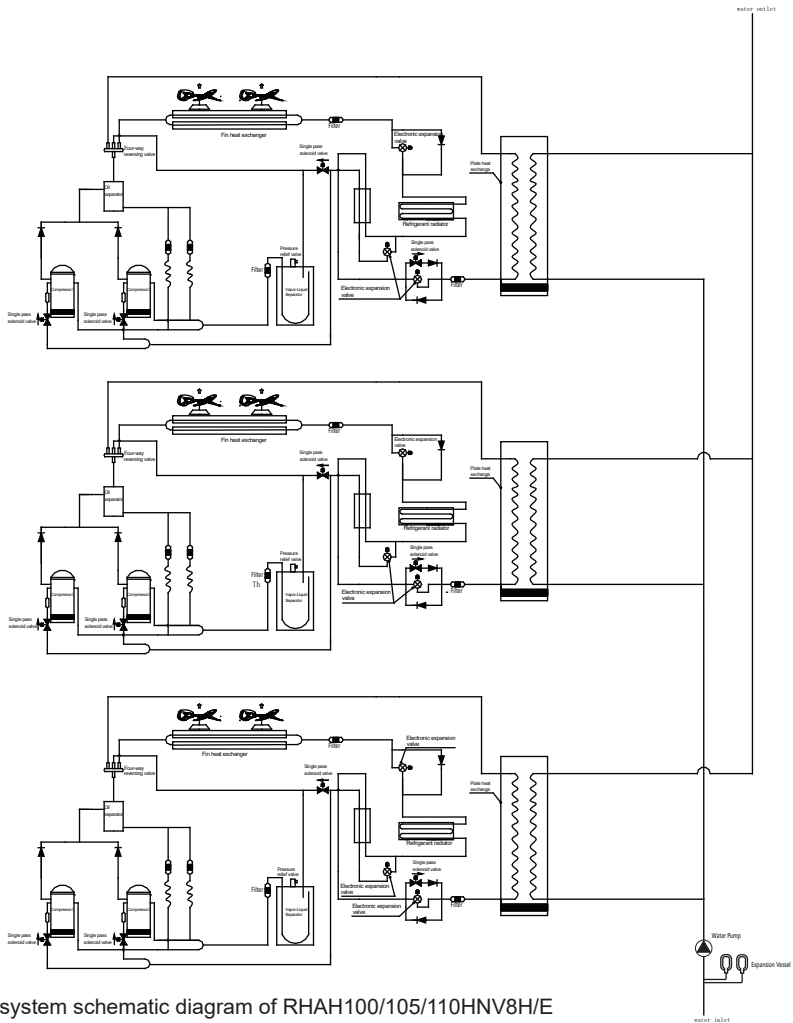 water outlet
Four-way
reversing valve
Fin heat exchanger
Filter
Electronic expansion
valve
Single pass
solenoid valve
Plate heat
exchange
Oil
separator
Refrigerant radiator
Compressor
Compressor
Filter
Pressure
relief valve
Vapor-Liquid
Separator
Single pass
solenoid valve
Electronic expansion
valve
Filter
Single pass
solenoid valve
Single pass
solenoid valve
Four-way
reversing valve
Fin heat exchanger
Filter
Electronic expansion
valve
Single pass
solenoid valve
Plate heat
exchange
Oil
separator
Refrigerant radiator
Compressor
Compressor
Filter
Th
Pressure
relief valve
Vapor-Liquid
Separator
Single pass
solenoid valve
Electronic expansion
valve
. Filter
Single pass
solenoid valve
Single pass
solenoid valve
Four-way
reversing valve
Fin heat exchanger
Filter
Electronic expansion
valve
Single pass
solenoid valve
Plate heat
exchange
Oil
separator
Refrigerant radiator
Compressor
Compressor
Filter
Pressure
relief valve
Vapor-Liquid
Separator
Single pass
solenoid valve
Electronic expansion
valve
Electronic expansion
valve
Filter
Single pass
solenoid valve
Single pass
solenoid valve
Water Pump
Expansion Vessel
system schematic diagram of RHAH100/105/110HNV8H/E
water inlet